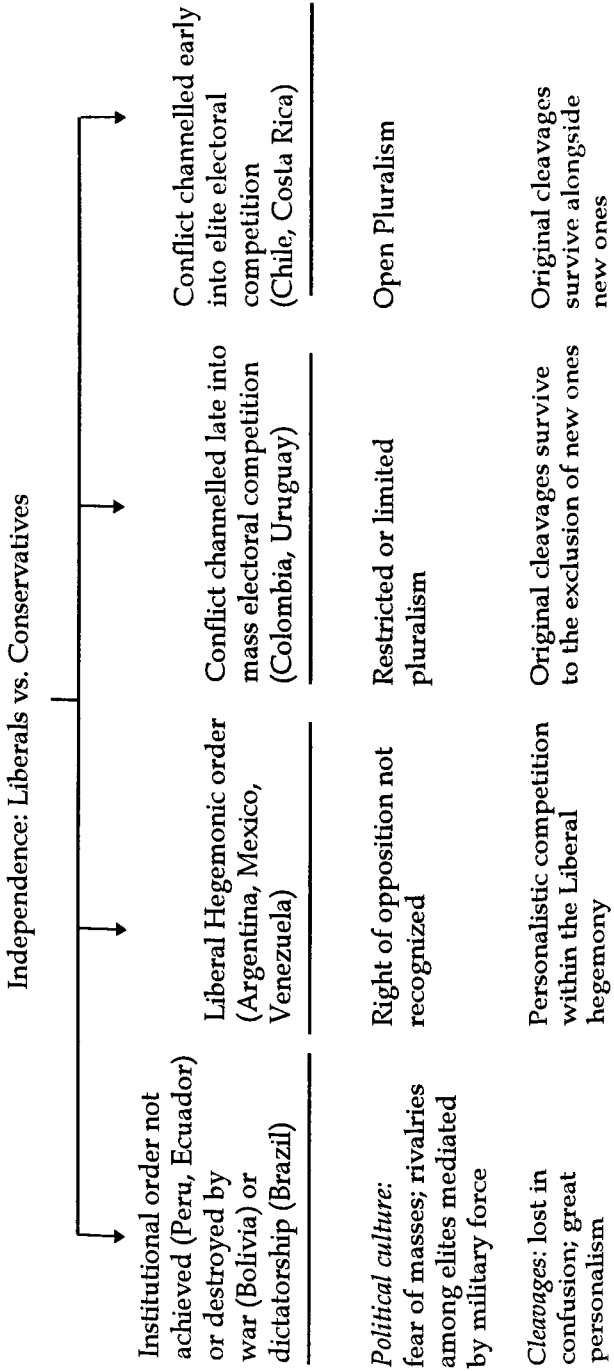 Independence: Liberals vs. Conservatives
Institutional order not
achieved (Peru, Ecuador)
or destroyed by
war (Bolivia) or
dictatorship (Brazil)
Liberal Hegemonic order
(Argentina, Mexico,
Venezuela)
Conflict channelled late into
mass electoral competition
(Colombia, Uruguay)
Conflict channelled early
into elite electoral
competition
(Chile, Costa Rica)
Political culture:
fear of masses; rivalries
among elites mediated
by military force
Right of opposition not
recognized
Restricted or limited
pluralism
Open Pluralism
Cleavages: lost in
confusion; great
personalism
Personalistic competition
within the Liberal
hegemony
Original cleavages survive
to the exclusion of new ones
Original cleavages
survive alongside
new ones